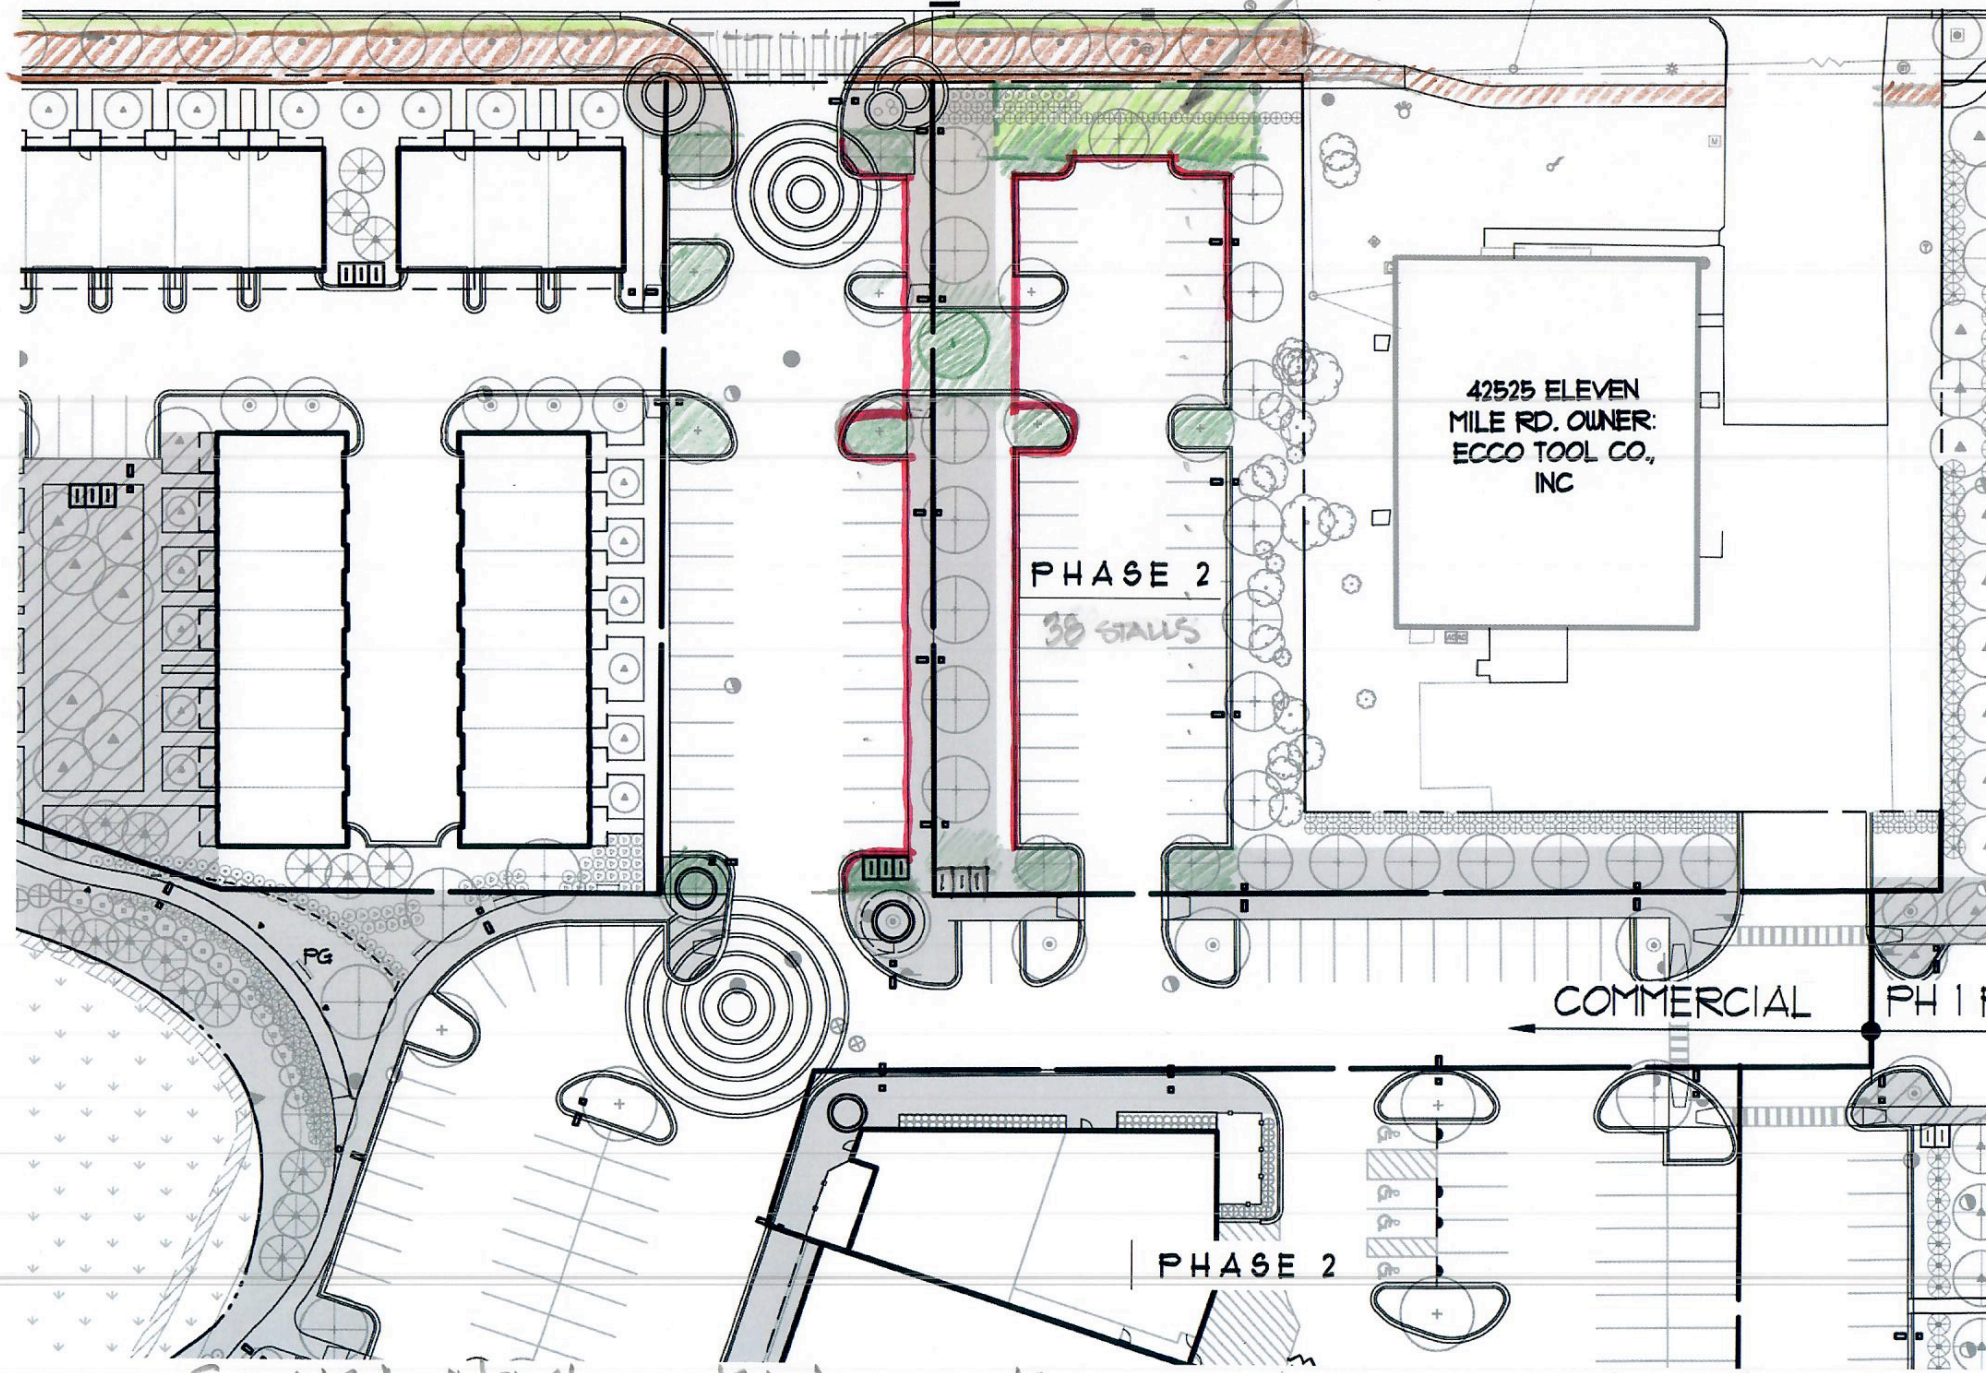 42525 ELEVEN
MILE RD. OWNER:
ECCO TOOL CO.,
INC
PHASE 2
38 STALLS
PG
COMMERCIAL
PH 1
PHASE 2